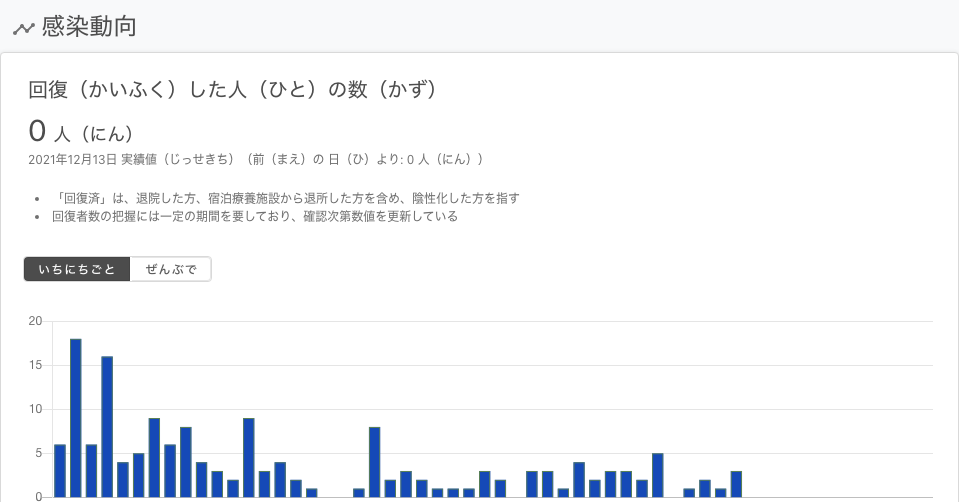 感染動向
回復（かいふく）した人（ひと）の数（かず）
0 人（にん）
2021年12月13日 実績値（じっせきち）（前（まえ）の 日（ひ）より: 0 人（にん））
• 「回復済」は、退院した方、宿泊療養施設から退所した方を含め、陰性化した方を指す
• 回復者数の把握には一定の期間を要しており、確認次第数値を更新している
いちにちごと ぜんぶで
20
15
10
5
0